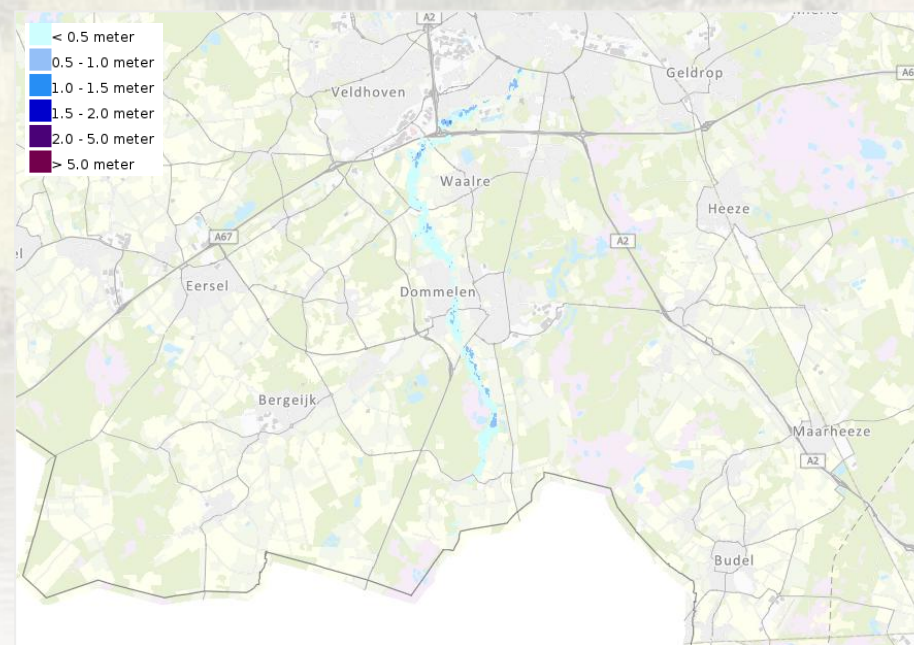 < 0.5 meter
0.5 - 1.0 meter
1.0 - 1.5 meter
1.5 - 2.0 meter
2.0 - 5.0 meter
> 5.0 meter
A2
Geldrop
Veldhoven
Waalre
Heeze
A67
A2
Eersel
Dommelen
Bergeijk
Maarheeze
A2
Budel